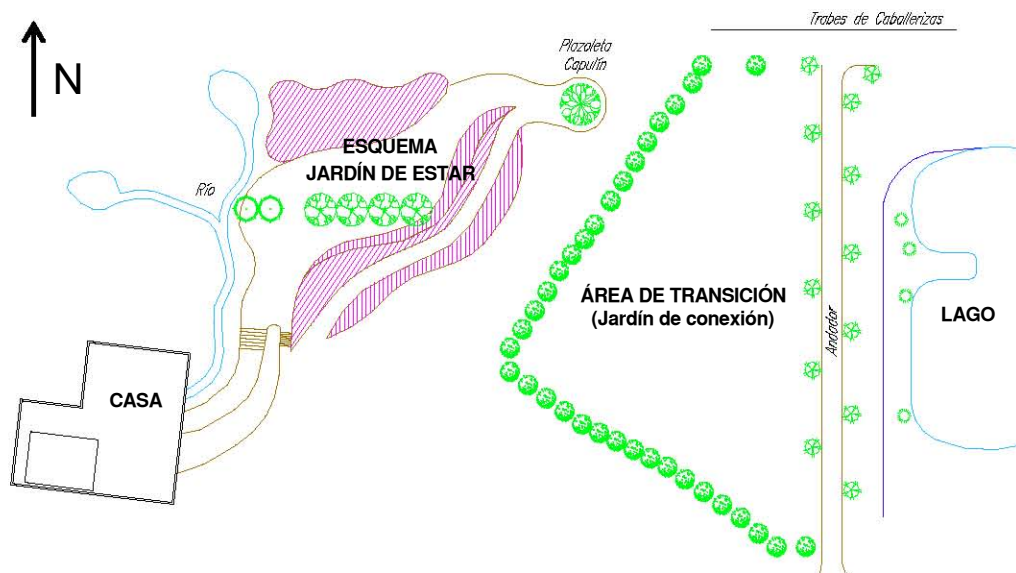 Trabes de Caballerizas
N
Plazoleta
Capulín
ESQUEMA
JARDÍN DE ESTAR
Río
ÁREA DE TRANSICIÓN
(Jardín de conexión)
Andador
LAGO
CASA